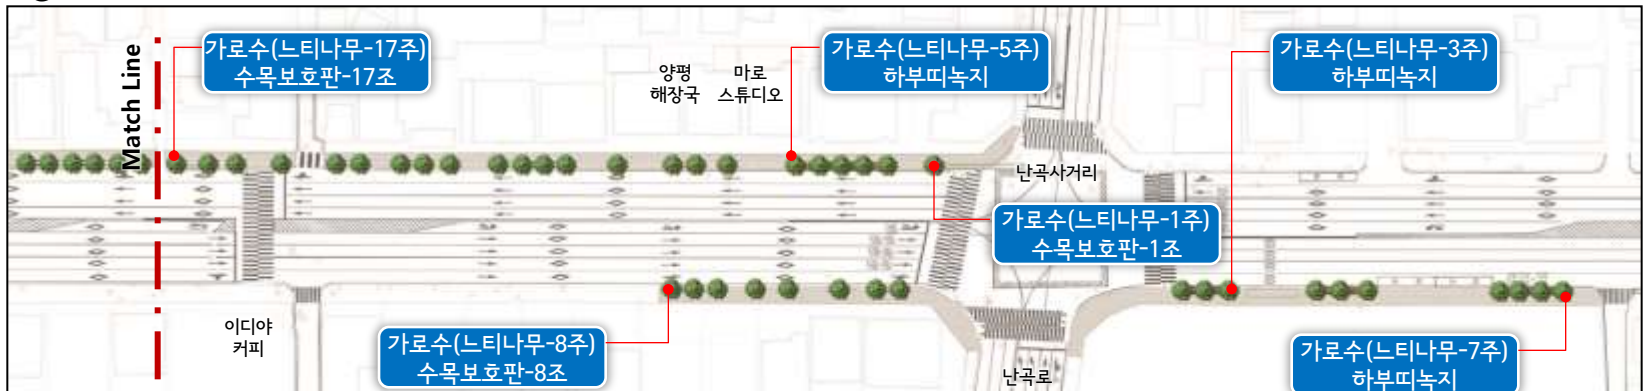 Match Line
가로수(느티나무-17주)
수목보호판-17조
양평
해장국
마로
스튜디오
가로수(느티나무-5주)
하부띠녹지
가로수(느티나무-3주)
하부띠녹지
난곡사거리
가로수(느티나무-1주)
수목보호판-1조
이디야
커피
가로수(느티나무-8주)
수목보호판-8조
난곡로
가로수(느티나무-7주)
하부띠녹지